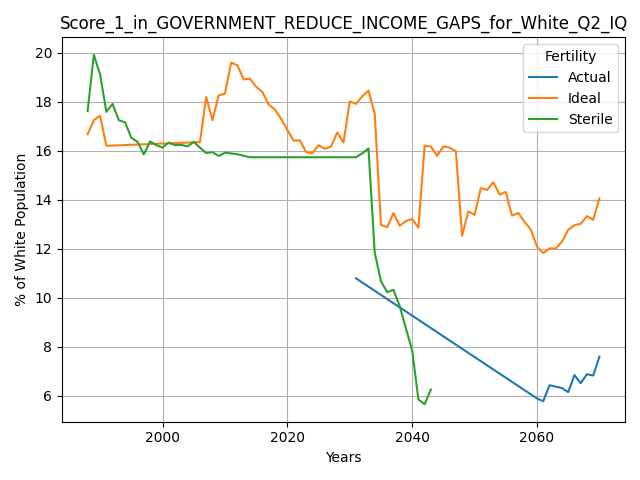 Score_1_in_GOVERNMENT_REDUCE_INCOME_GAPS_for_White_Q2_IQ
Fertility
Actual
Ideal
Sterile
% of White Population
20
18
16
14
12
10
8
6
2000 2020 2040 2060
Years